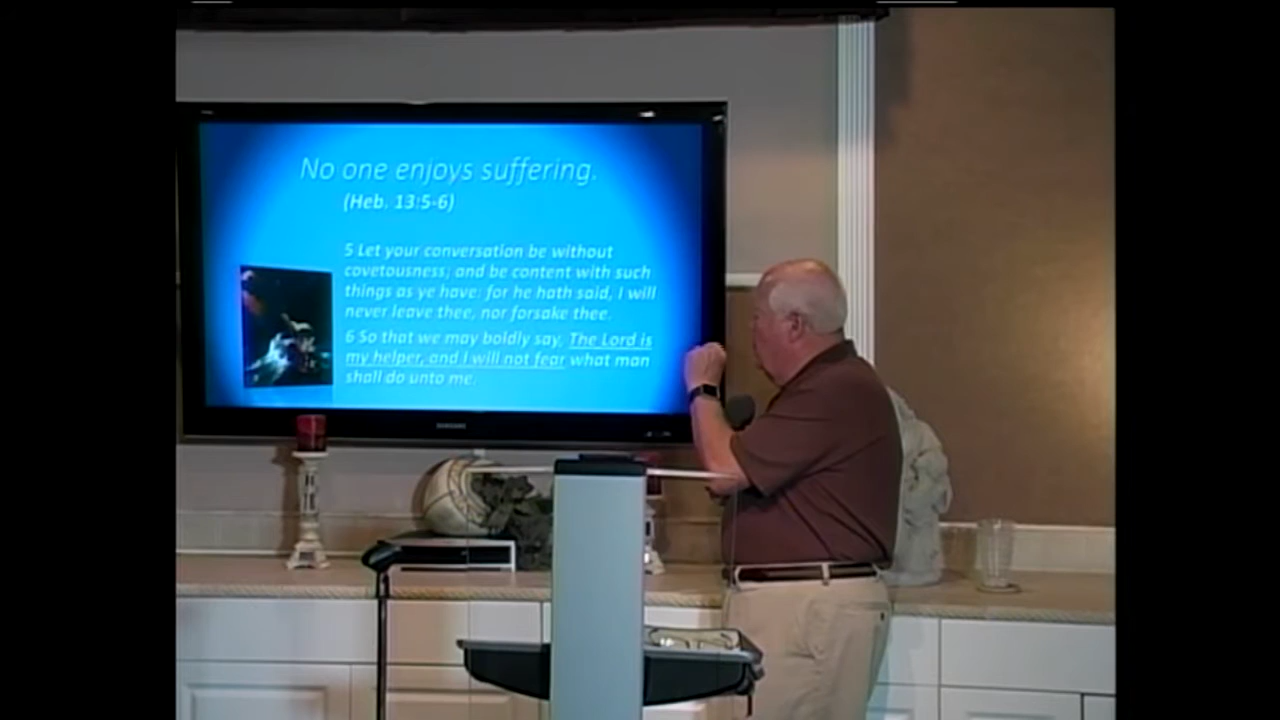 No one enjoys suffering.
(Heb. 13:5-6)
5 Let your conversation be without
covetousness; and be content with such
things as ye have: for he hath said, I will
never leave thee, nor forsake thee.
6 So that we may boldly say, The Lord is
my helper, and I will not fear what man
shall do unto me.
SAMSUNG